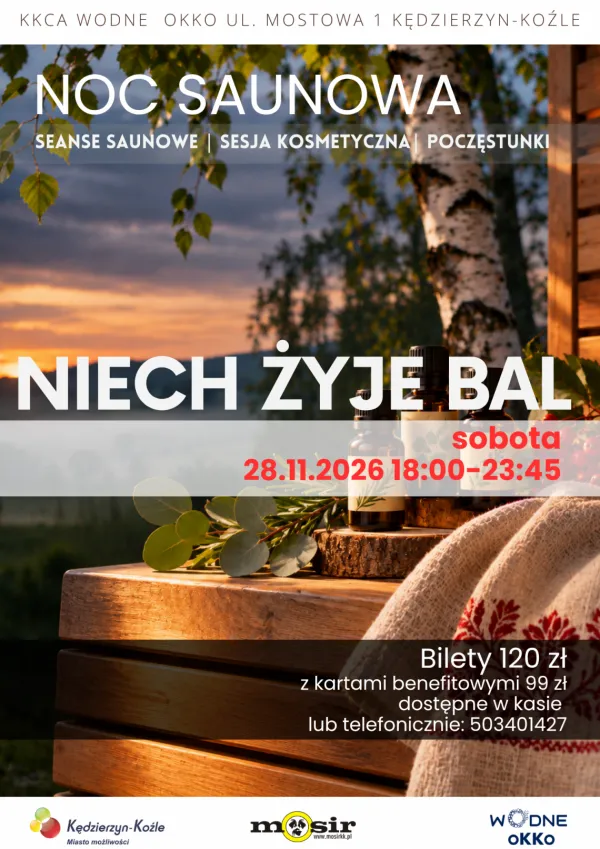 KKCA WODNE OKKO UL. MOSTOWA 1 KĘDZIERZYN-KOŹLE
NOC SAUNOWA
SEANSE SAUNOWE | SESJA KOSMETYCZNA| POCZĘSTUNKI
NIECH ŻYJE BAL
sobota
28.11.2026 18:00-23:45
Bilety 120 zł
z kartami benefitowymi 99 zł
dostępne w kasie
lub telefonicznie: 503401427
Kędzierzyn-Koźle
Miasto możliwości
mosir
www.mosirkk.pl
WODNE
oKKo